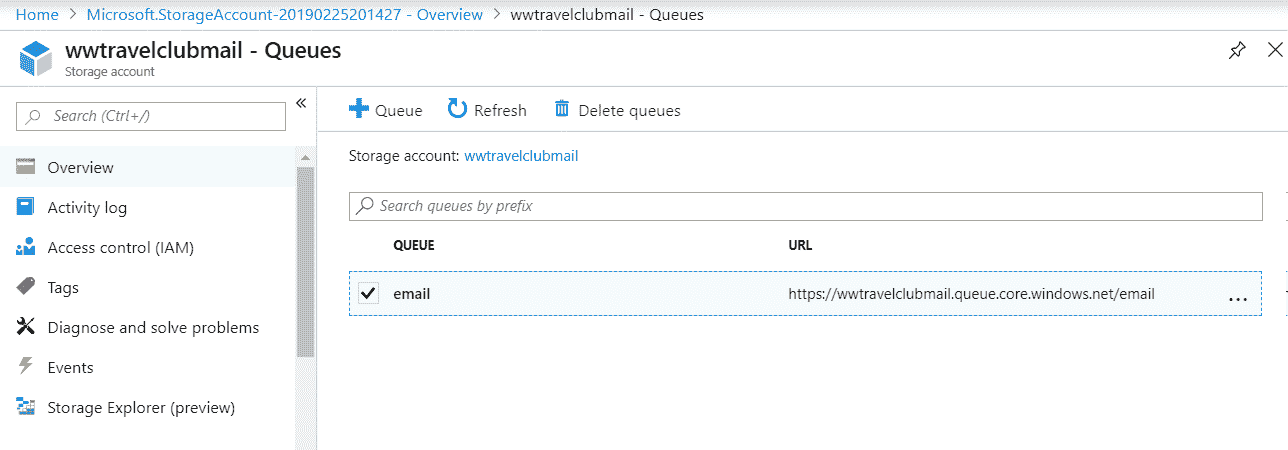 Home > Microsoft.StorageAccount-20190225201427 - Overview > wwtravelclubmail - Queues
wwtravelclubmail - Queues
Storage account
Search (Ctrl+/)
«
Overview
Activity log
Access control (IAM)
Tags
Diagnose and solve problems
Events
Storage Explorer (preview)
Queue Refresh Delete queues
Storage account: wwtravelclubmail
Search queues by prefix
QUEUE URL
email https://wwtravelclubmail.queue.core.windows.net/email ...